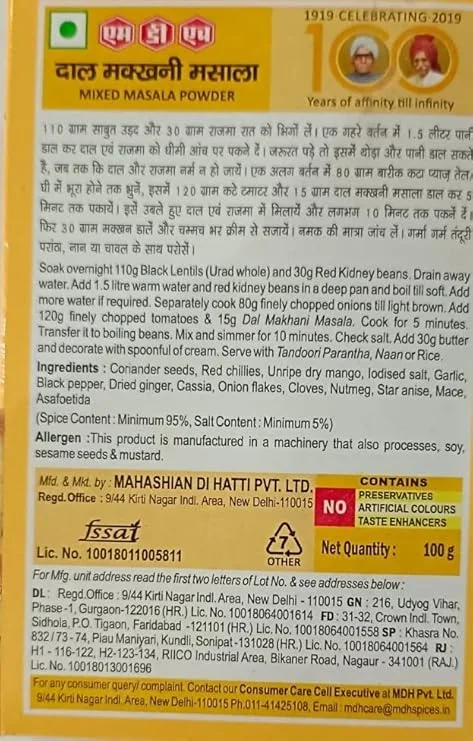 एम डी एच
1919-CELEBRATING-2019
100
दाल मक्खनी मसाला
MIXED MASALA POWDER
Years of affinity till infinity
110 ग्राम साबुत उड़द और 30 ग्राम राजमा रात को भिगों लें। एक गहरे बर्तन में 1.5 लीटर पानी
डाल कर दाल एवं राजमा को धीमी आंच पर पकने दें। जरूरत पड़े तो इसमें थोड़ा और पानी डाल सकते
है, जब तक कि दाल और राजमा नर्म न हो जायें। एक अलग बर्तन में 80 ग्राम बारीक कटा प्याज़ तेल/
घी में भूरा होने तक भुनें, इसमें 120 ग्राम कटे टमाटर और 15 ग्राम दाल मक्खनी मसाला डाल कर 5
मिनट तक पकायें। इसे उबले हुए दाल एवं राजमा में मिलायें और लगभग 10 मिनट तक पकनें दें।
फिर 30 ग्राम मक्खन डालें और चम्मच भर क्रीम से सजायें। नमक की मात्रा जांच लें। गर्मा गर्म तंदूरी
परांठा, नान या चावल के साथ परोसें।
Soak overnight 110g Black Lentils (Urad whole) and 30g Red Kidney beans. Drain away
water. Add 1.5 litre warm water and red kidney beans in a deep pan and boil till soft. Add
more water if required. Separately cook 80g finely chopped onions till light brown. Add
120g finely chopped tomatoes & 15g Dal Makhani Masala. Cook for 5 minutes.
Transfer it to boiling beans. Mix and simmer for 10 minutes. Check salt. Add 30g butter
and decorate with spoonful of cream. Serve with Tandoori Parantha, Naan or Rice.
Ingredients : Coriander seeds, Red chillies, Unripe dry mango, Iodised salt, Garlic,
Black pepper, Dried ginger, Cassia, Onion flakes, Cloves, Nutmeg, Star anise, Mace,
Asafoetida
(Spice Content : Minimum 95%, Salt Content : Minimum 5%)
Allergen :This product is manufactured in a machinery that also processes, soy,
sesame seeds & mustard.
Mfd. & Mkt. by : MAHASHIAN DI HATTI PVT. LTD.
Regd. Office : 9/44 Kirti Nagar Indl. Area, New Delhi-110015
CONTAINS
NO
PRESERVATIVES
ARTIFICIAL COLOURS
TASTE ENHANCERS
fssai
Lic. No. 10018011005811
7
OTHER
Net Quantity : 100 g
For Mfg. unit address read the first two letters of Lot No. & see addresses below :
DL : Regd.Office : 9/44 Kirti Nagar Indl. Area, New Delhi - 110015 GN : 216, Udyog Vihar,
Phase -1, Gurgaon-122016 (HR.) Lic. No. 10018064001614 FD : 31-32, Crown Indl. Town,
Sidhola, P.O. Tigaon, Faridabad -121101 (HR.) Lic. No. 10018064001558 SP : Khasra No.
832 / 73 -74, Piau Maniyari, Kundli, Sonipat -131028 (HR.) Lic. No. 10018064001564 RJ :
H1 - 116-122, H2-123-134, RIICO Industrial Area, Bikaner Road, Nagaur - 341001 (RAJ.)
Lic. No. 10018013001696
For any consumer query/ complaint. Contact our Consumer Care Cell Executive at MDH Pvt. Ltd.
9/44 Kirti Nagar Indl. Area, New Delhi-110015 Ph.011-41425108, Email : mdhcare@mdhspices.in